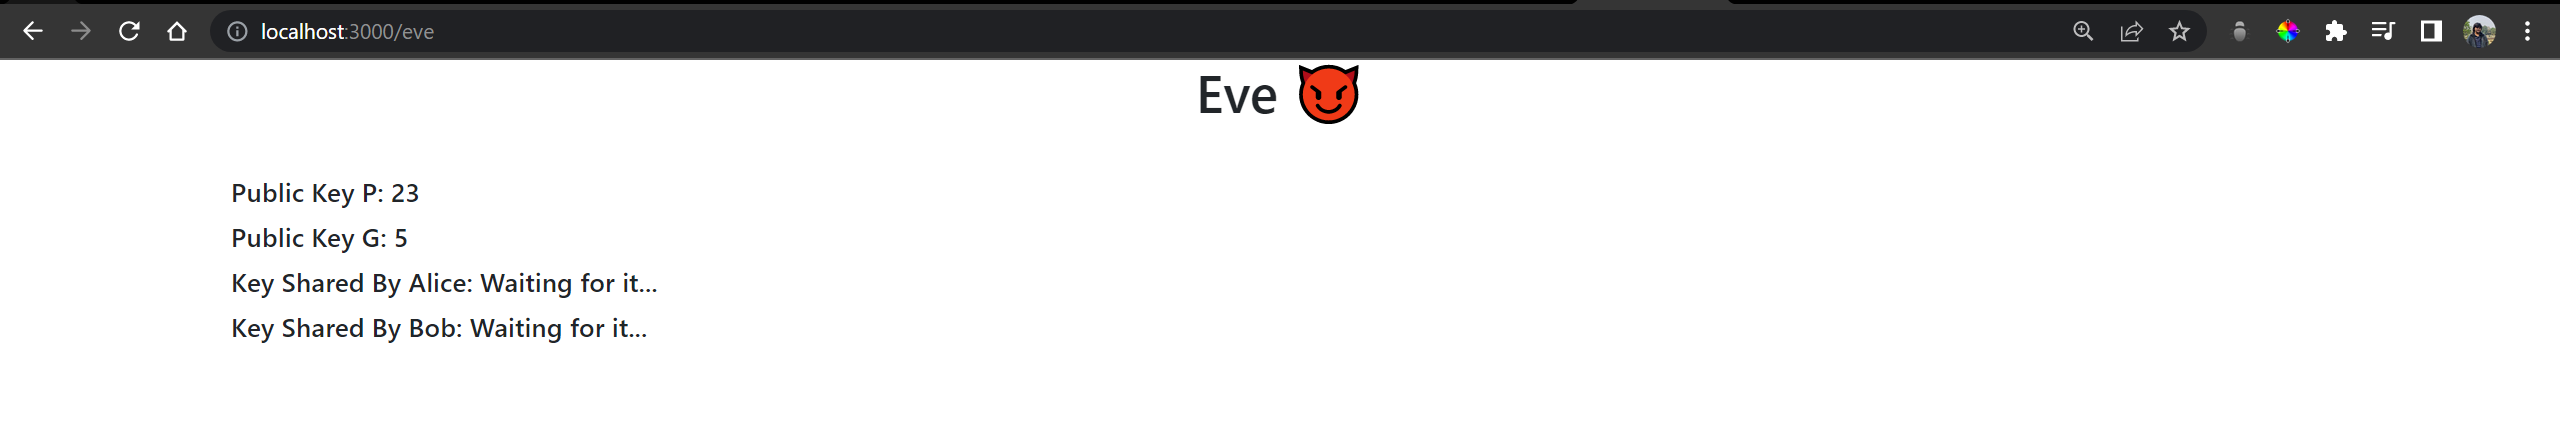 localhost:3000/eve
Eve 😈
Public Key P: 23
Public Key G: 5
Key Shared By Alice: Waiting for it...
Key Shared By Bob: Waiting for it...